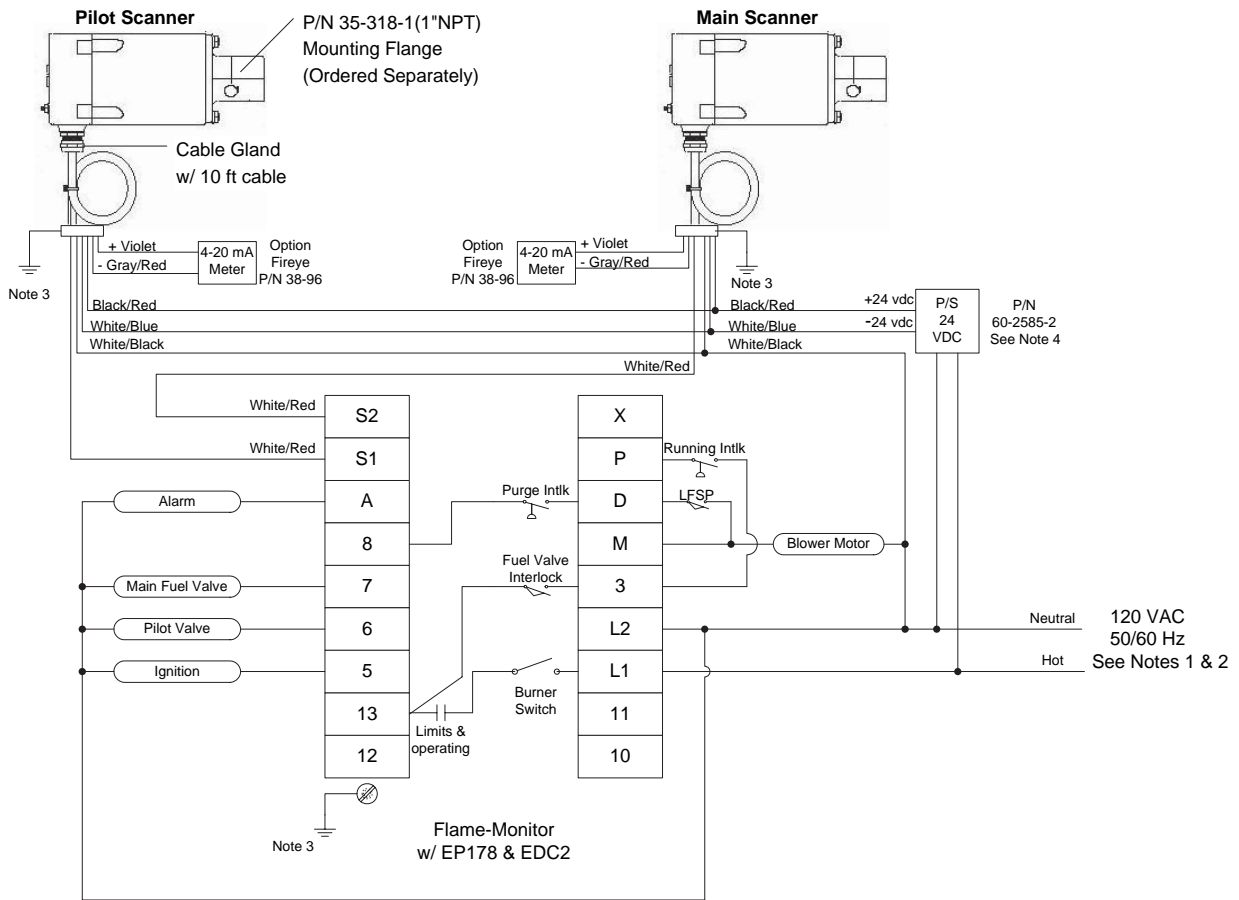 Pilot Scanner
P/N 35-318-1(1"NPT)
Mounting Flange
(Ordered Separately)
Main Scanner
Cable Gland
w/ 10 ft cable
+ Violet
- Gray/Red
4-20 mA
Meter
Option
Fireye
P/N 38-96
Option
Fireye
P/N 38-96
4-20 mA
Meter
+ Violet
- Gray/Red
Note 3
Note 3
Black/Red
White/Blue
White/Black
Black/Red
White/Blue
White/Black
White/Red
+24 vdc
-24 vdc
P/S
24
VDC
P/N
60-2585-2
See Note 4
White/Red
S2
White/Red
S1
Alarm
A
8
Main Fuel Valve
7
Pilot Valve
6
Ignition
5
13
12
Purge Intlk
Fuel Valve
Interlock
Burner
Switch
Limits &
operating
X
P
D
M
3
L2
L1
11
10
Running Intlk
LFSP
Blower Motor
Neutral
Hot
120 VAC
50/60 Hz
See Notes 1 & 2
Note 3
Flame-Monitor
w/ EP178 & EDC2